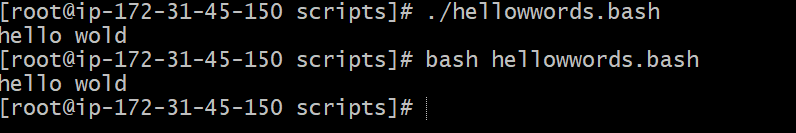 [root@ip-172-31-45-150 scripts]# ./hellowwords.bash
hello wold
[root@ip-172-31-45-150 scripts]# bash hellowwords.bash
hello wold
[root@ip-172-31-45-150 scripts]#